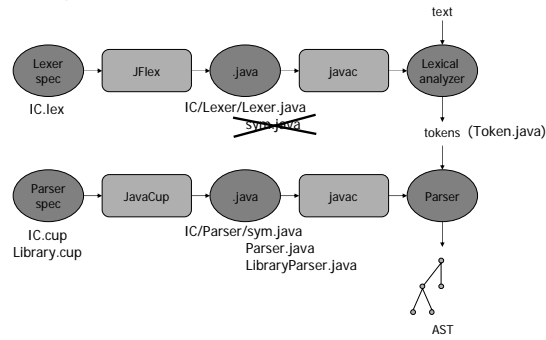 text
Lexer
spec
JFlex
.java
javac
Lexical
analyzer
IC.lex
IC/Lexer/Lexer.java
sym.java
tokens (Token.java)
Parser
spec
JavaCup
.java
javac
Parser
IC.cup
Library.cup
IC/Parser/sym.java
Parser.java
LibraryParser.java
AST